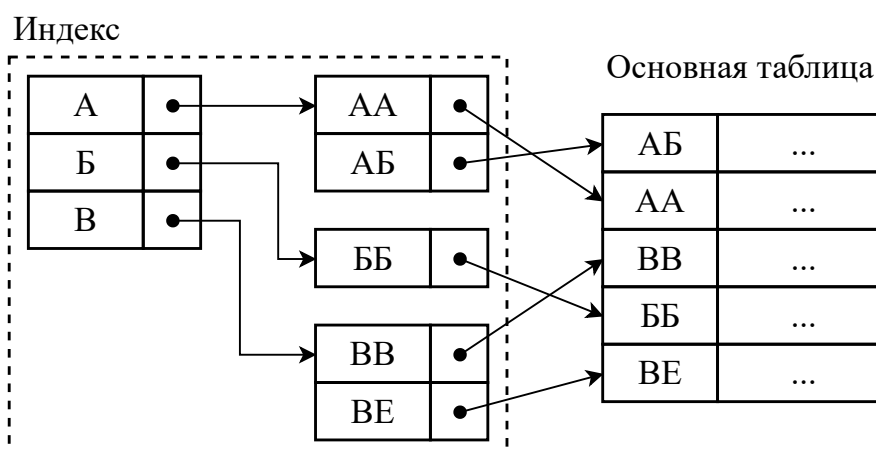 Индекс
Основная таблица
А
Б
В
АА
АБ
ББ
ВВ
ВЕ
АБ ...
АА ...
ВВ ...
ББ ...
ВЕ ...